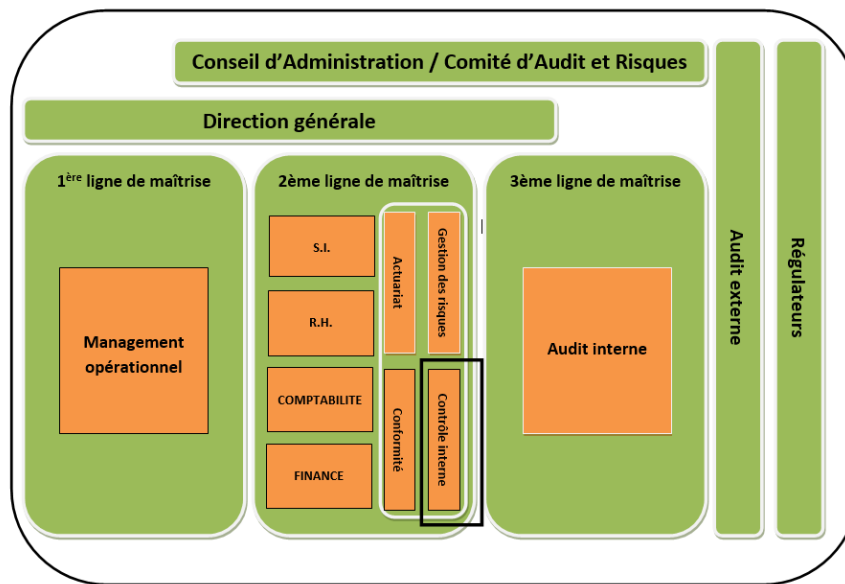 Conseil d'Administration / Comité d'Audit et Risques
Direction générale
1ère ligne de maîtrise
Management
opérationnel
2ème ligne de maîtrise
S.I.
R.H.
COMPTABILITE
FINANCE
Actuariat
Gestion des risques
Conformité
Contrôle interne
3ème ligne de maîtrise
Audit interne
Audit externe
Régulateurs